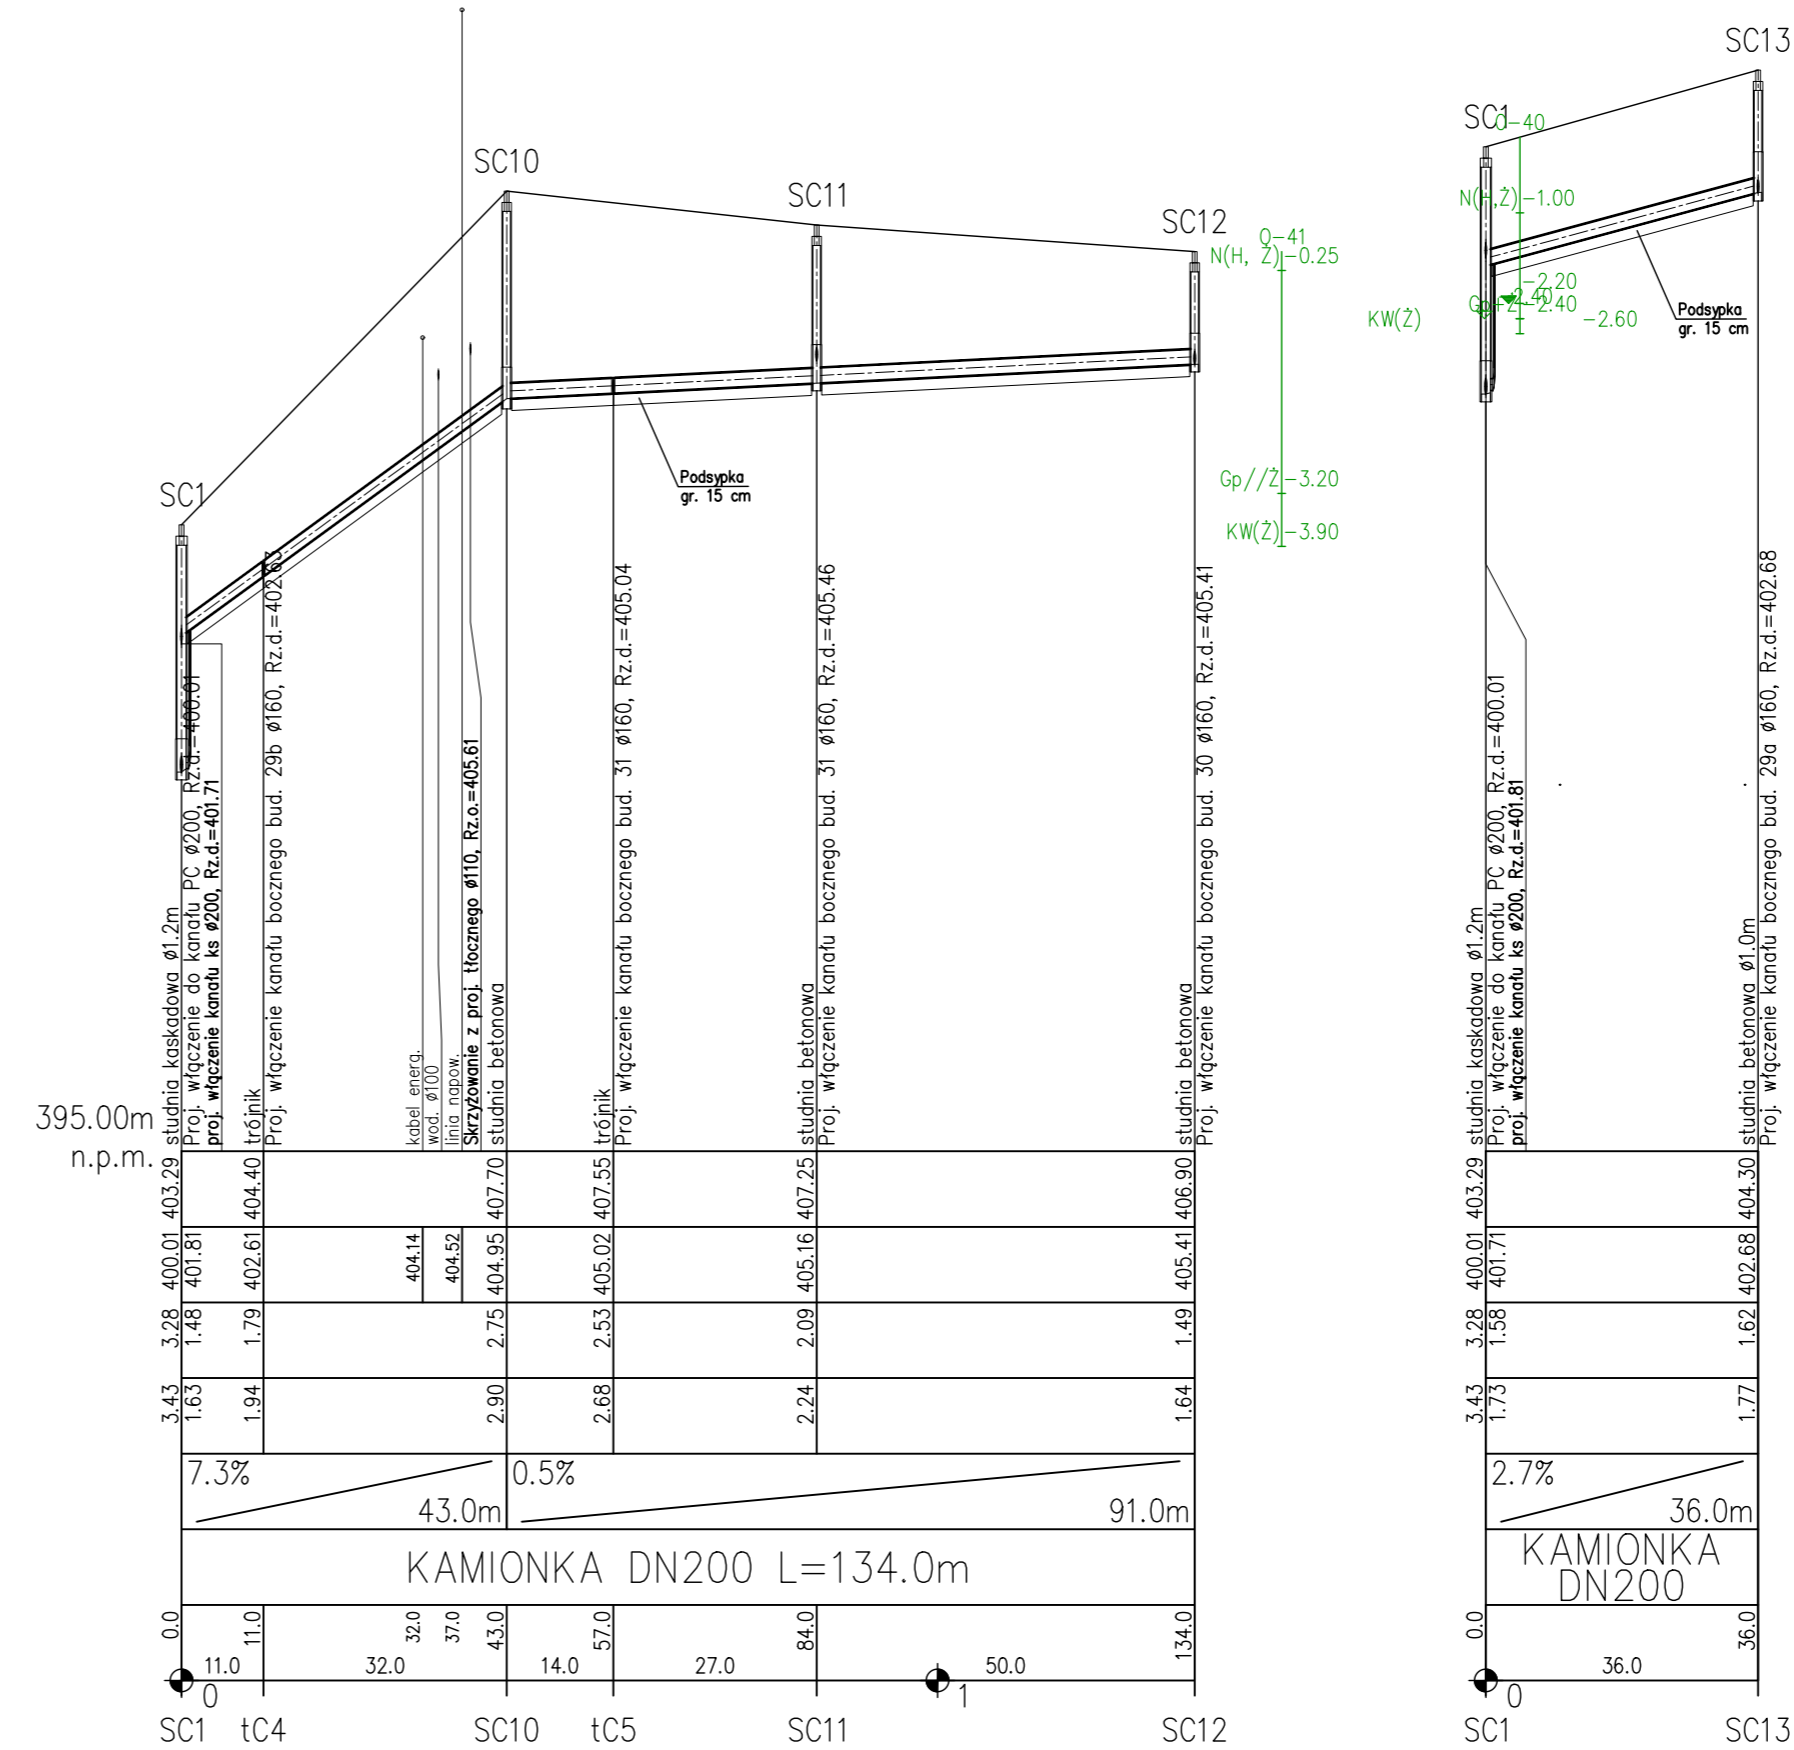 SC13
SC1
O-40
SC10
SC11
SC12
O-41
N(H, Ż) -0.25
N(H,Ż) -1.00
-2.20
-2.40
Gp+Ż -2.40
-2.60
KW(Ż)
Podsypka
gr. 15 cm
Podsypka
gr. 15 cm
Gp//Ż -3.20
KW(Ż) -3.90
SC1
395.00m
n.p.m.
studnia kaskadowa ø1.2m
Proj. włączenie do kanału PC ø200, Rz.d.=400.01
proj. włączenie kanału ks ø200, Rz.d.=401.71
trójnik
Proj. włączenie kanału bocznego bud. 29b ø160, Rz.d.=402.63
kabel energ.
wod. ø100
linia napow.
Skrzyżowanie z proj. tłocznego ø110, Rz.o.=405.61
studnia betonowa
trójnik
Proj. włączenie kanału bocznego bud. 31 ø160, Rz.d.=405.04
studnia betonowa
Proj. włączenie kanału bocznego bud. 31 ø160, Rz.d.=405.46
studnia betonowa
Proj. włączenie kanału bocznego bud. 30 ø160, Rz.d.=405.41
studnia kaskadowa ø1.2m
Proj. włączenie do kanału PC ø200, Rz.d.=400.01
proj. włączenie kanału ks ø200, Rz.d.=401.81
studnia betonowa ø1.0m
Proj. włączenie kanału bocznego bud. 29a ø160, Rz.d.=402.68
403.29 404.40 407.70 407.55 407.25 406.90 403.29 404.30
400.01 401.81 402.61 404.14 404.52 404.95 405.02 405.16 405.41 400.01 401.71 402.68
3.28 1.48 1.79 2.75 2.53 2.09 1.49 3.28 1.58 1.62
3.43 1.63 1.94 2.90 2.68 2.24 1.64 3.43 1.73 1.77
7.3% 0.5% 2.7%
43.0m 91.0m 36.0m
KAMIONKA DN200 L=134.0m
KAMIONKA
DN200
0.0 11.0 32.0 37.0 43.0 57.0 84.0 134.0 0.0 36.0
11.0 32.0 14.0 27.0 50.0 36.0
0 1 0
SC1 tC4 SC10 tC5 SC11 SC12 SC1 SC13